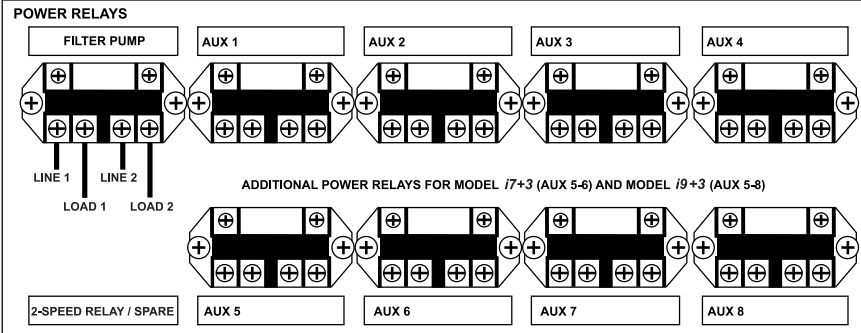 POWER RELAYS
FILTER PUMP
AUX 1
AUX 2
AUX 3
AUX 4
LINE 1
LINE 2
LOAD 1
LOAD 2
ADDITIONAL POWER RELAYS FOR MODEL i7+3 (AUX 5-6) AND MODEL i9+3 (AUX 5-8)
2-SPEED RELAY / SPARE
AUX 5
AUX 6
AUX 7
AUX 8